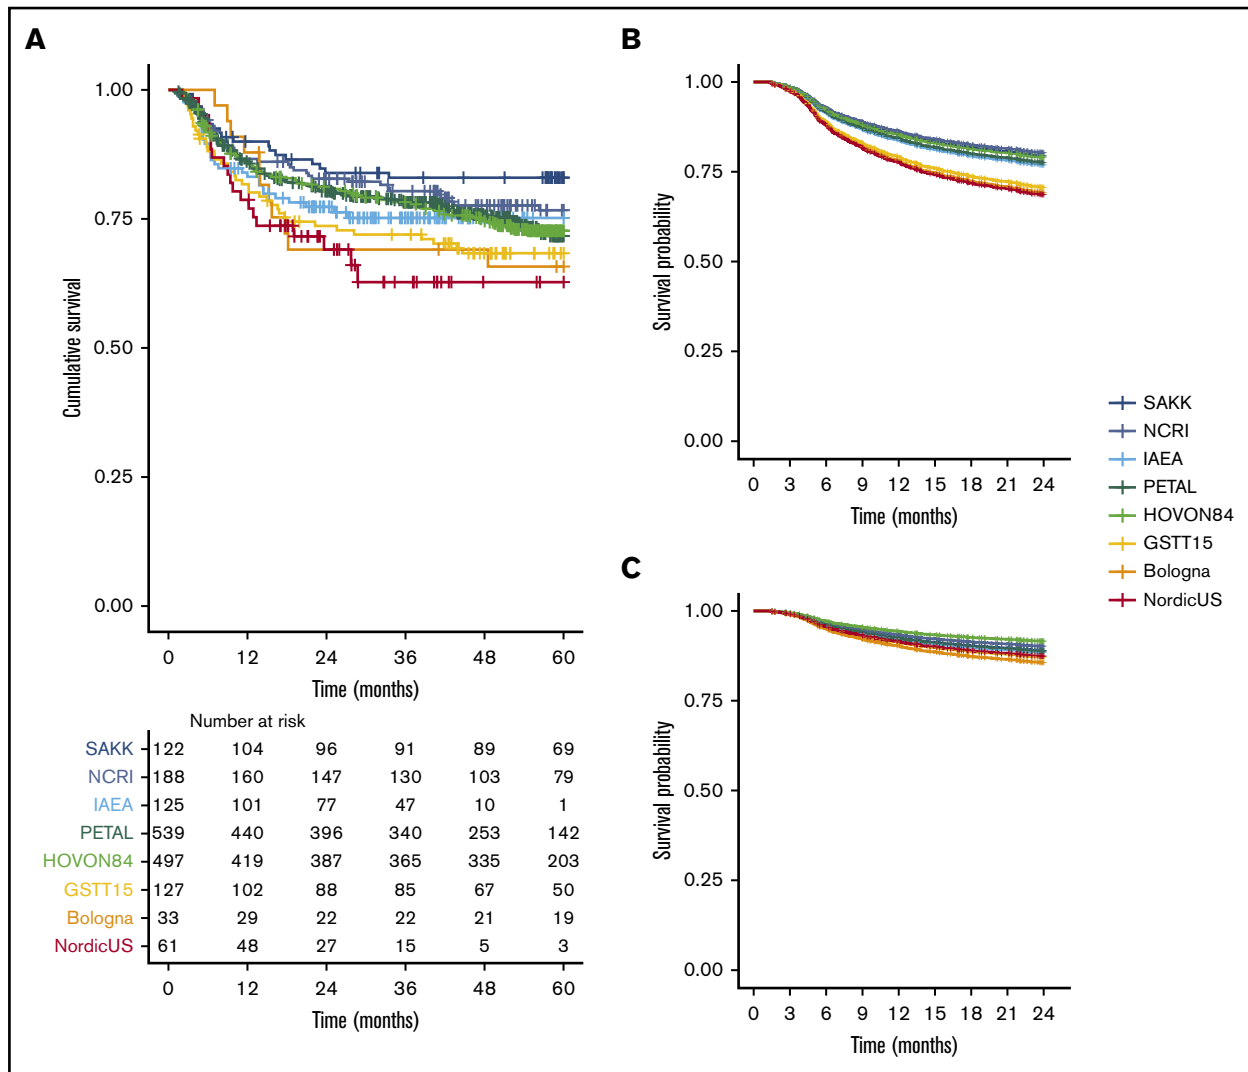 A
1.00
0.75
0.50
0.25
0.00
Cumulative survival
0 12 24 36 48 60
Time (months)
Number at risk
SAKK 122 104 96 91 89 69
NCRI 188 160 147 130 103 79
IAEA 125 101 77 47 10 1
PETAL 539 440 396 340 253 142
HOVON84 497 419 387 365 335 203
GSTT15 127 102 88 85 67 50
Bologna 33 29 22 22 21 19
NordicUS 61 48 27 15 5 3
0 12 24 36 48 60
Time (months)
B
1.00
0.75
0.50
0.25
0.00
Survival probability
0 3 6 9 12 15 18 21 24
Time (months)
C
1.00
0.75
0.50
0.25
0.00
Survival probability
0 3 6 9 12 15 18 21 24
Time (months)
SAKK
NCRI
IAEA
PETAL
HOVON84
GSTT15
Bologna
NordicUS